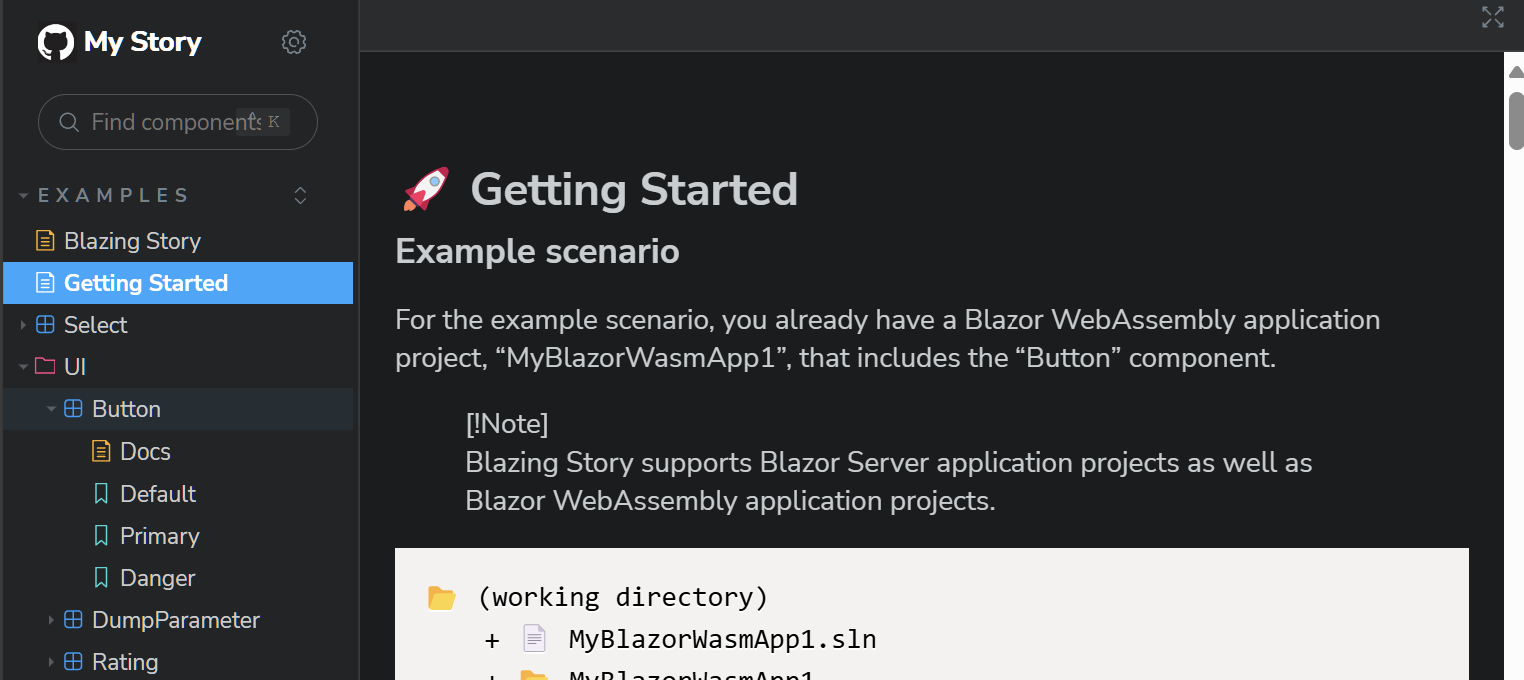 My Story
Find components
K
EXAMPLES
Blazing Story
Getting Started
Select
UI
Button
Docs
Default
Primary
Danger
DumpParameter
Rating
🚀 Getting Started
Example scenario
For the example scenario, you already have a Blazor WebAssembly application
project, “MyBlazorWasmApp1”, that includes the “Button” component.
[!Note]
Blazing Story supports Blazor Server application projects as well as
Blazor WebAssembly application projects.
📂 (working directory)
+ 📄 MyBlazorWasmApp1.sln
+ 📂 MyBlazorWasmApp1